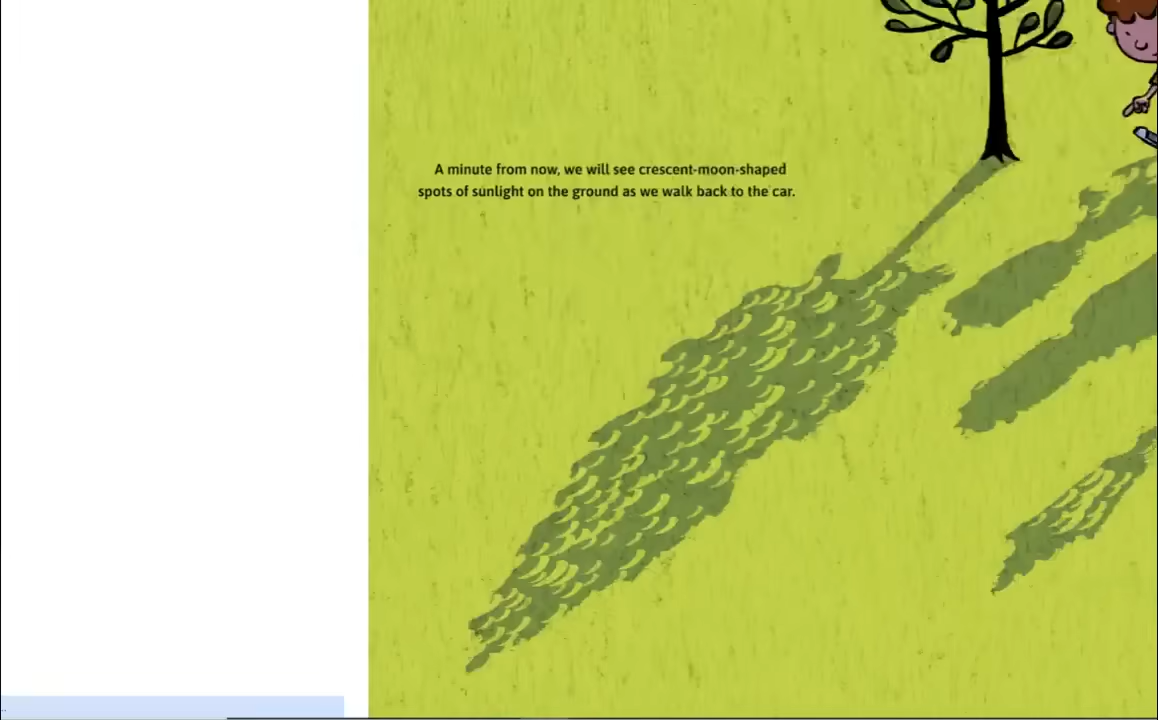 A minute from now, we will see crescent-moon-shaped
spots of sunlight on the ground as we walk back to the car.